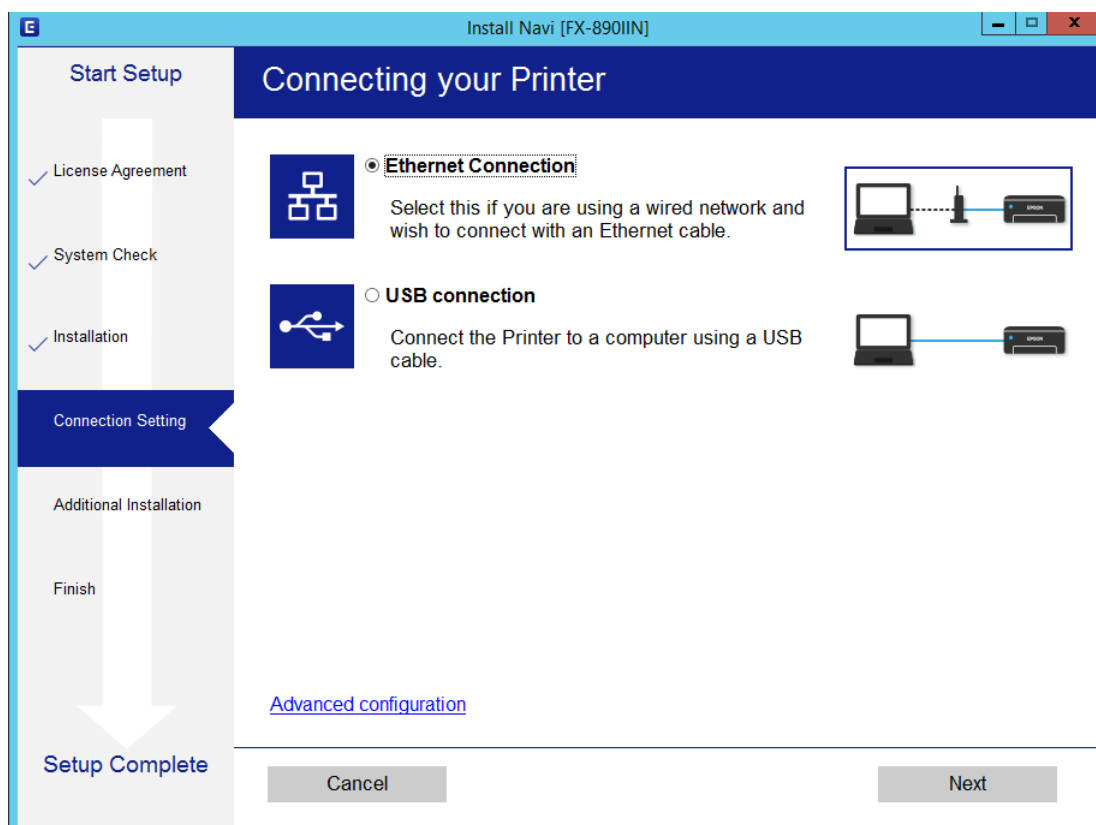 E
Install Navi [FX-890IIN]
x
Start Setup
Connecting your Printer
License Agreement
System Check
Installation
Connection Setting
Additional Installation
Finish
Setup Complete
Ethernet Connection
Select this if you are using a wired network and
wish to connect with an Ethernet cable.
EPSON
USB connection
Connect the Printer to a computer using a USB
cable.
EPSON
Advanced configuration
Cancel
Next